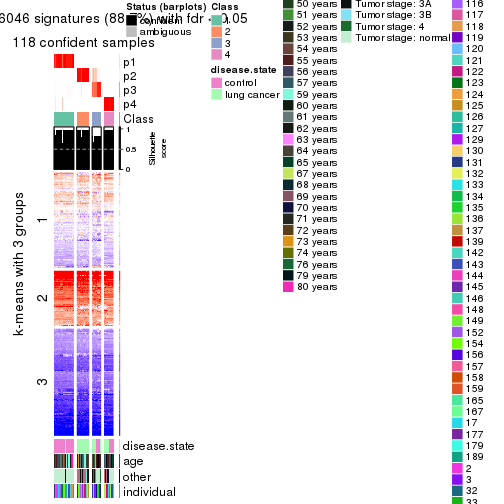 6046 signatures (88.7%) with fdr < 0.05
118 confident samples
p1
p2
p3
p4
Class
1
0.5
0
Silhouette
score
k-means with 3 groups
1
2
3
disease.state
age
other
individual
Status (barplots)
confident
ambiguous
Class
1
2
3
4
disease.state
control
lung cancer
50 years
51 years
52 years
53 years
54 years
55 years
56 years
57 years
59 years
60 years
61 years
62 years
63 years
64 years
65 years
67 years
68 years
69 years
70 years
71 years
72 years
73 years
74 years
76 years
79 years
80 years
Tumor stage: 3A
Tumor stage: 3B
Tumor stage: 4
Tumor stage: normal
116
117
118
119
120
121
122
123
124
125
126
127
129
130
131
132
133
134
135
136
137
139
142
143
144
145
146
148
149
152
154
156
157
158
159
165
167
17
177
179
189
2
3
32
33